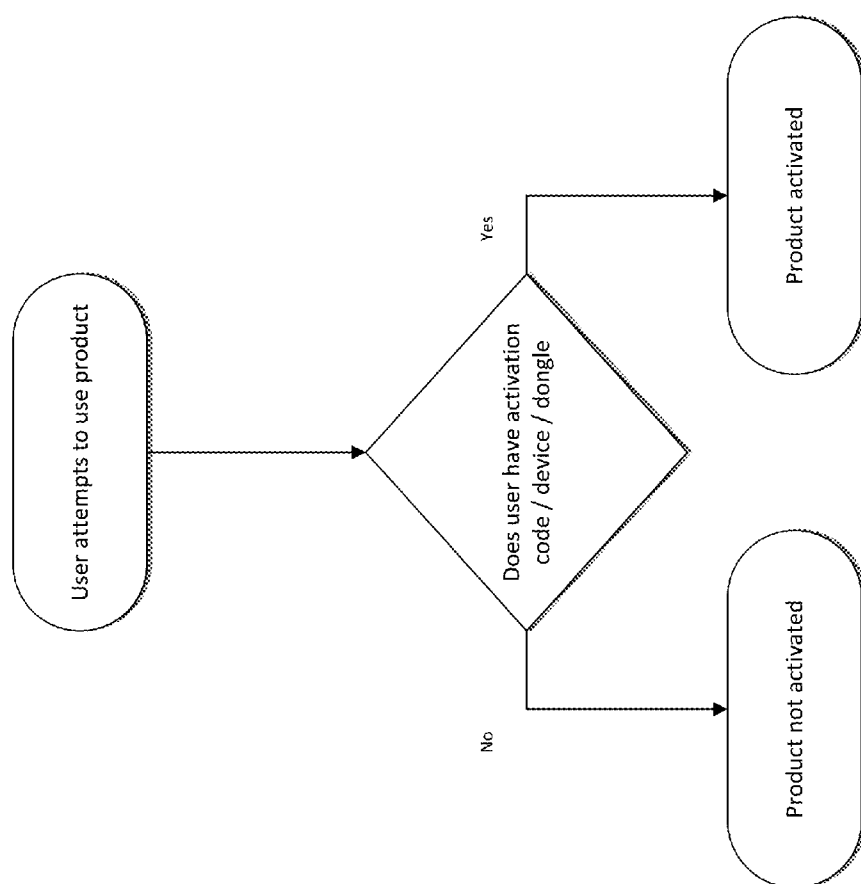 User attempts to use product
Does user have activation
code / device / dongle
No
Yes
Product not activated
Product activated